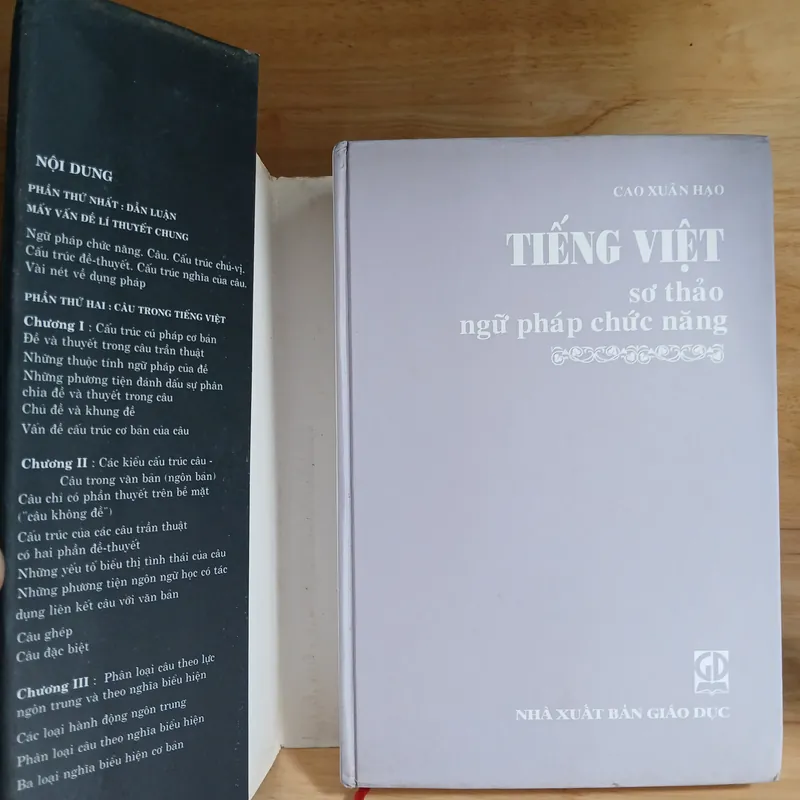 NỘI DUNG
PHẦN THỨ NHẤT : DẪN LUẬN
MẤY VẤN ĐỀ LÍ THUYẾT CHUNG
Ngữ pháp chức năng. Câu. Cấu trúc chủ-vị.
Cấu trúc đề-thuyết. Cấu trúc nghĩa của câu.
Vài nét về dụng pháp
PHẦN THỨ HAI : CÂU TRONG TIẾNG VIỆT
Chương I : Cấu trúc cú pháp cơ bản
Đề và thuyết trong câu trần thuật
Những thuộc tính ngữ pháp của đề
Những phương tiện đánh dấu sự phân
chia đề và thuyết trong câu
Chủ đề và khung đề
Vấn đề cấu trúc cơ bản của câu
Chương II : Các kiểu cấu trúc câu -
Câu trong văn bản (ngôn bản)
Câu chỉ có phần thuyết trên bề mặt
("câu không đề")
Cấu trúc của các câu trần thuật
có hai phần đề-thuyết
Những yếu tố biểu thị tình thái của câu
Những phương tiện ngôn ngữ học có tác
dụng liên kết câu với văn bản
Câu ghép
Câu đặc biệt
Chương III : Phân loại câu theo lực
ngôn trung và theo nghĩa biểu hiện
Các loại hành động ngôn trung
Phân loại câu theo nghĩa biểu hiện
Ba loại nghĩa biểu hiện cơ bản
CAO XUÂN HẠO
TIẾNG VIỆT
sơ thảo
ngữ pháp chức năng
GD
NHÀ XUẤT BẢN GIÁO DỤC